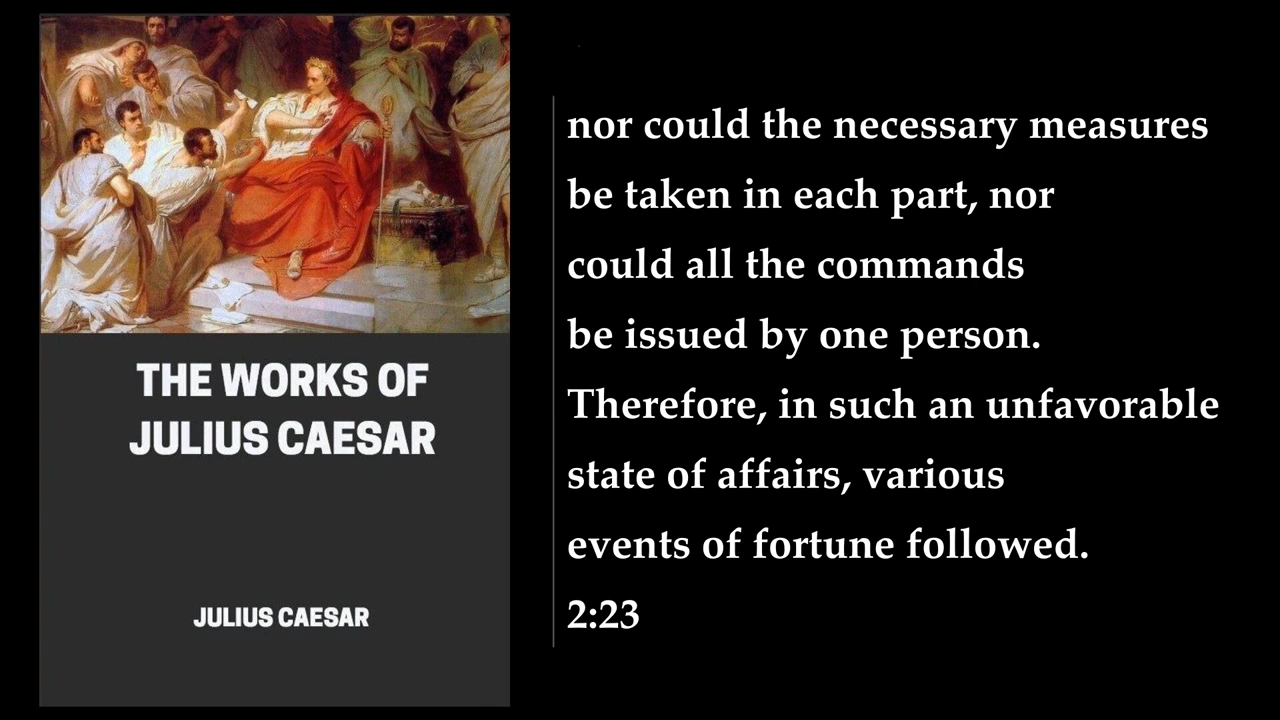 THE WORKS OF
JULIUS CAESAR
JULIUS CAESAR
nor could the necessary measures
be taken in each part, nor
could all the commands
be issued by one person.
Therefore, in such an unfavorable
state of affairs, various
events of fortune followed.
2:23